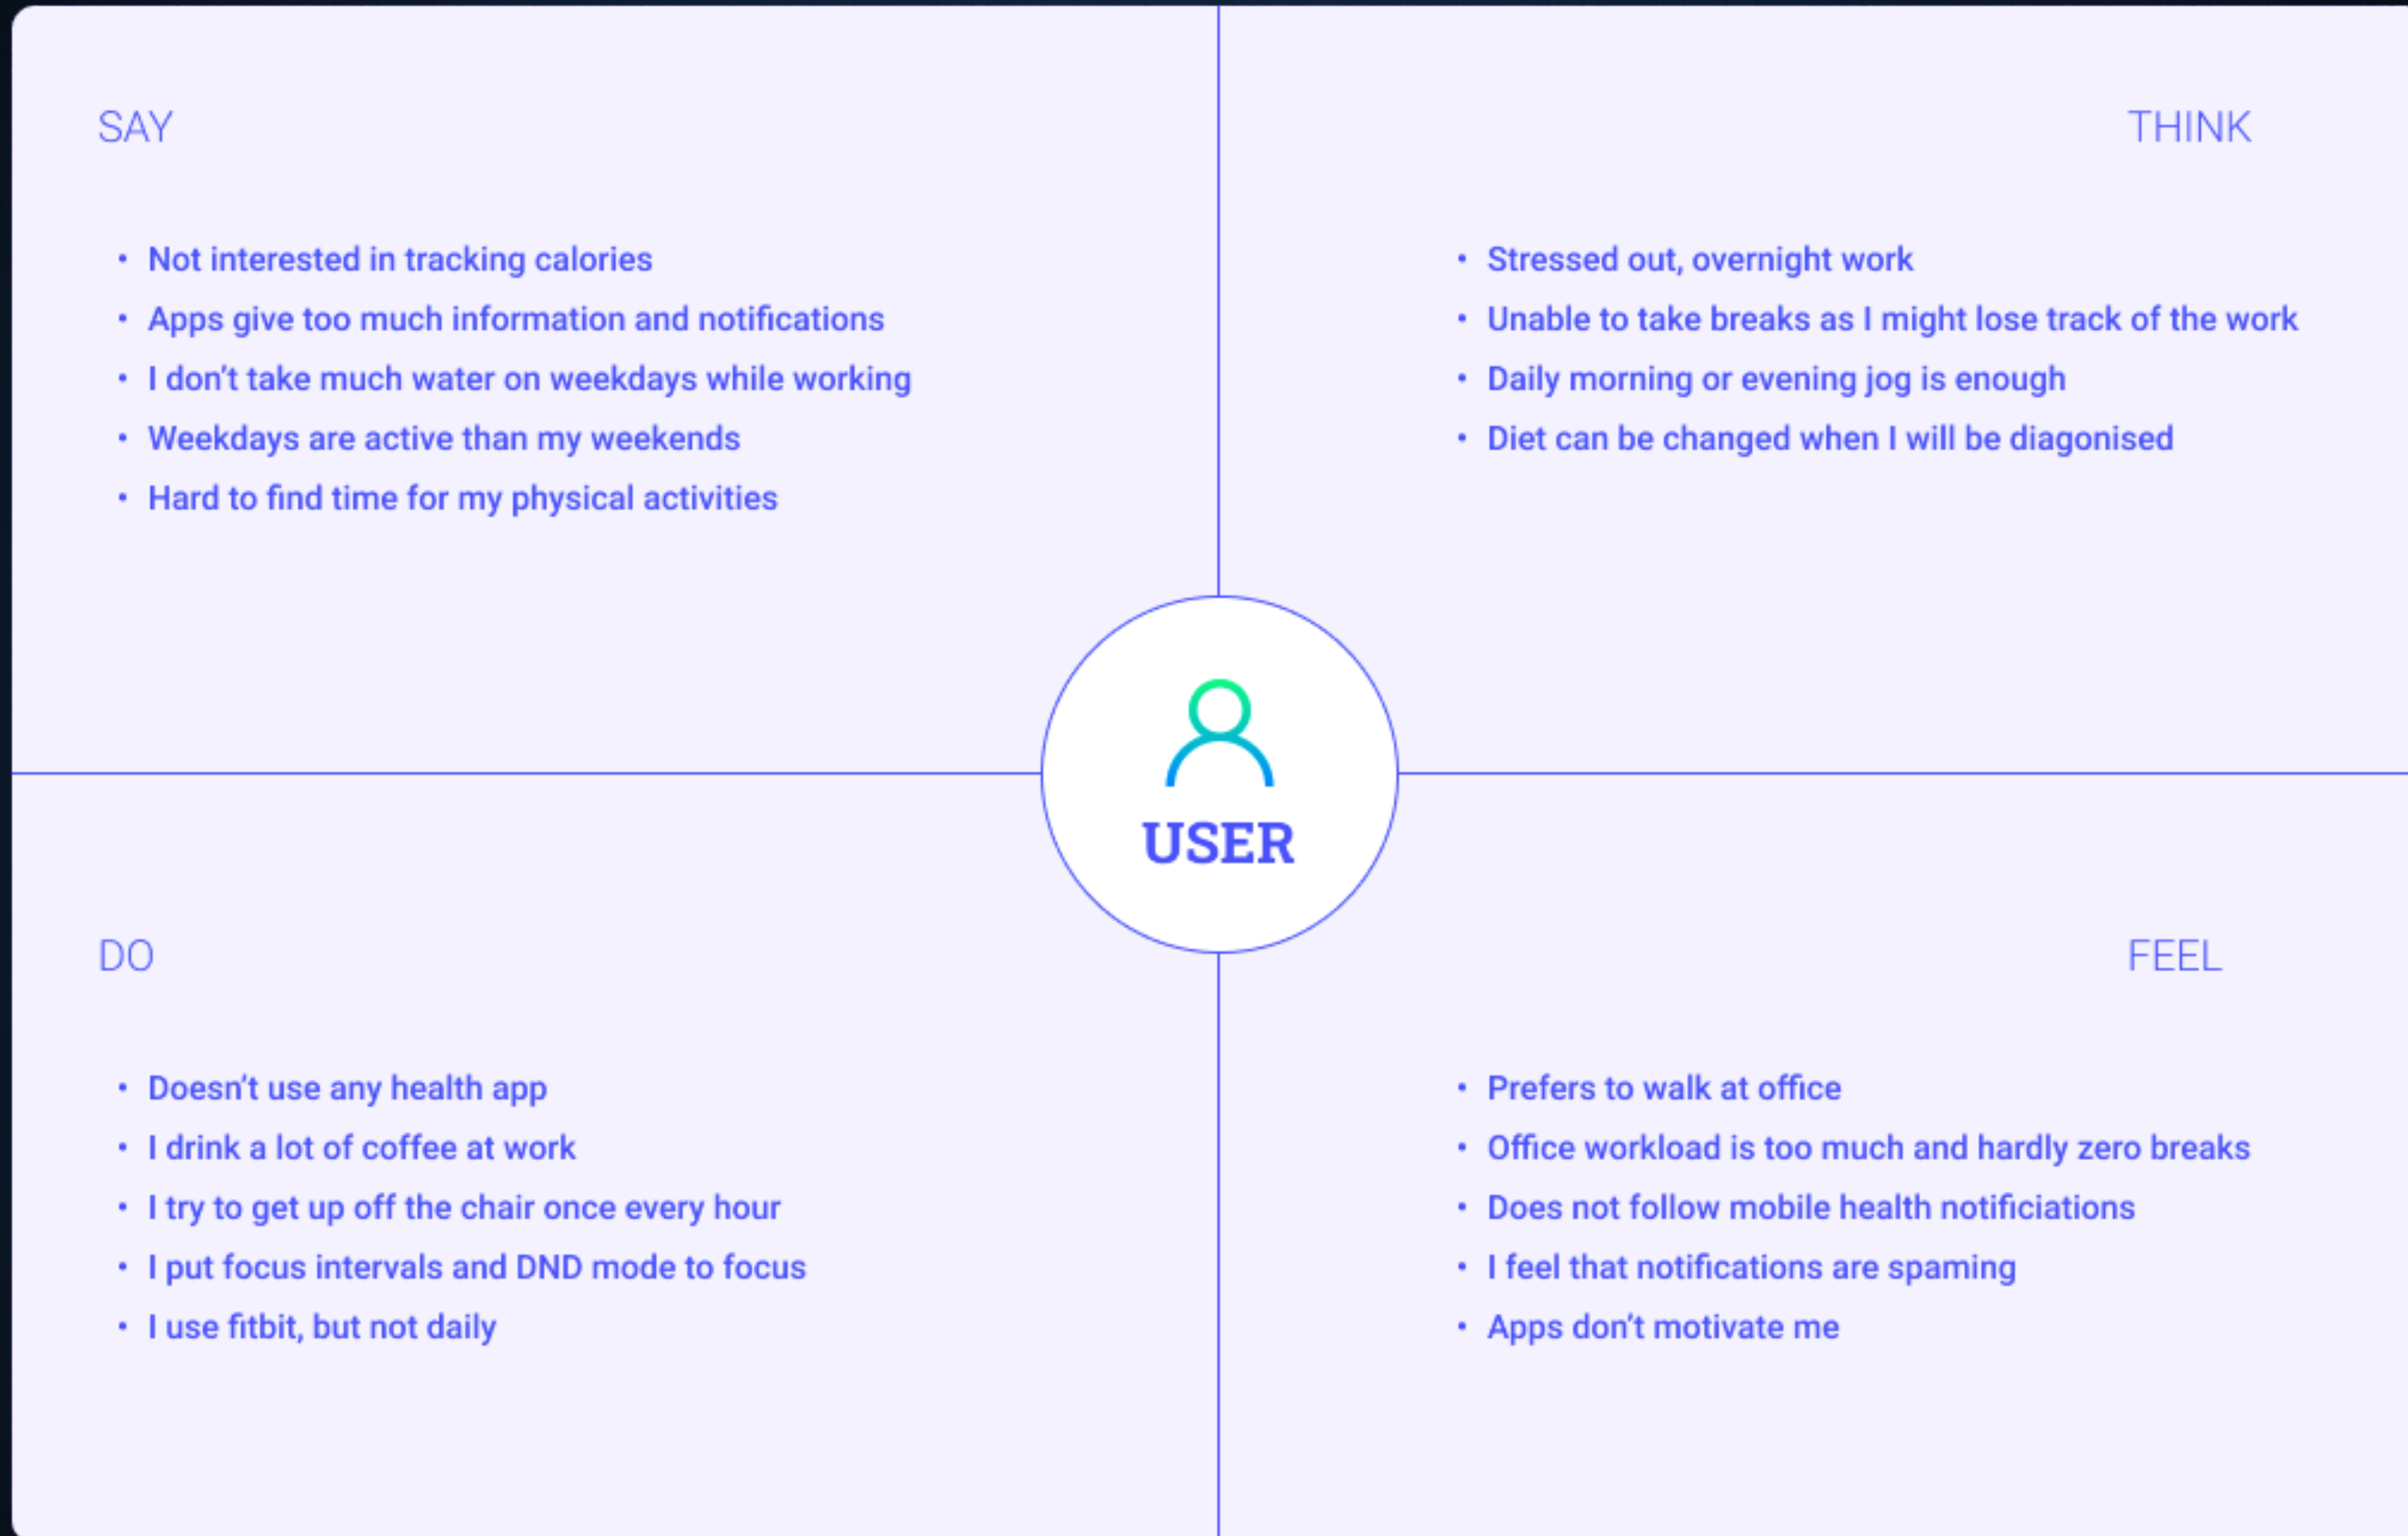 SAY
• Not interested in tracking calories
• Apps give too much information and notifications
• I don’t take much water on weekdays while working
• Weekdays are active than my weekends
• Hard to find time for my physical activities
THINK
• Stressed out, overnight work
• Unable to take breaks as I might lose track of the work
• Daily morning or evening jog is enough
• Diet can be changed when I will be diagonised
USER
DO
• Doesn’t use any health app
• I drink a lot of coffee at work
• I try to get up off the chair once every hour
• I put focus intervals and DND mode to focus
• I use fitbit, but not daily
FEEL
• Prefers to walk at office
• Office workload is too much and hardly zero breaks
• Does not follow mobile health notificiations
• I feel that notifications are spaming
• Apps don’t motivate me